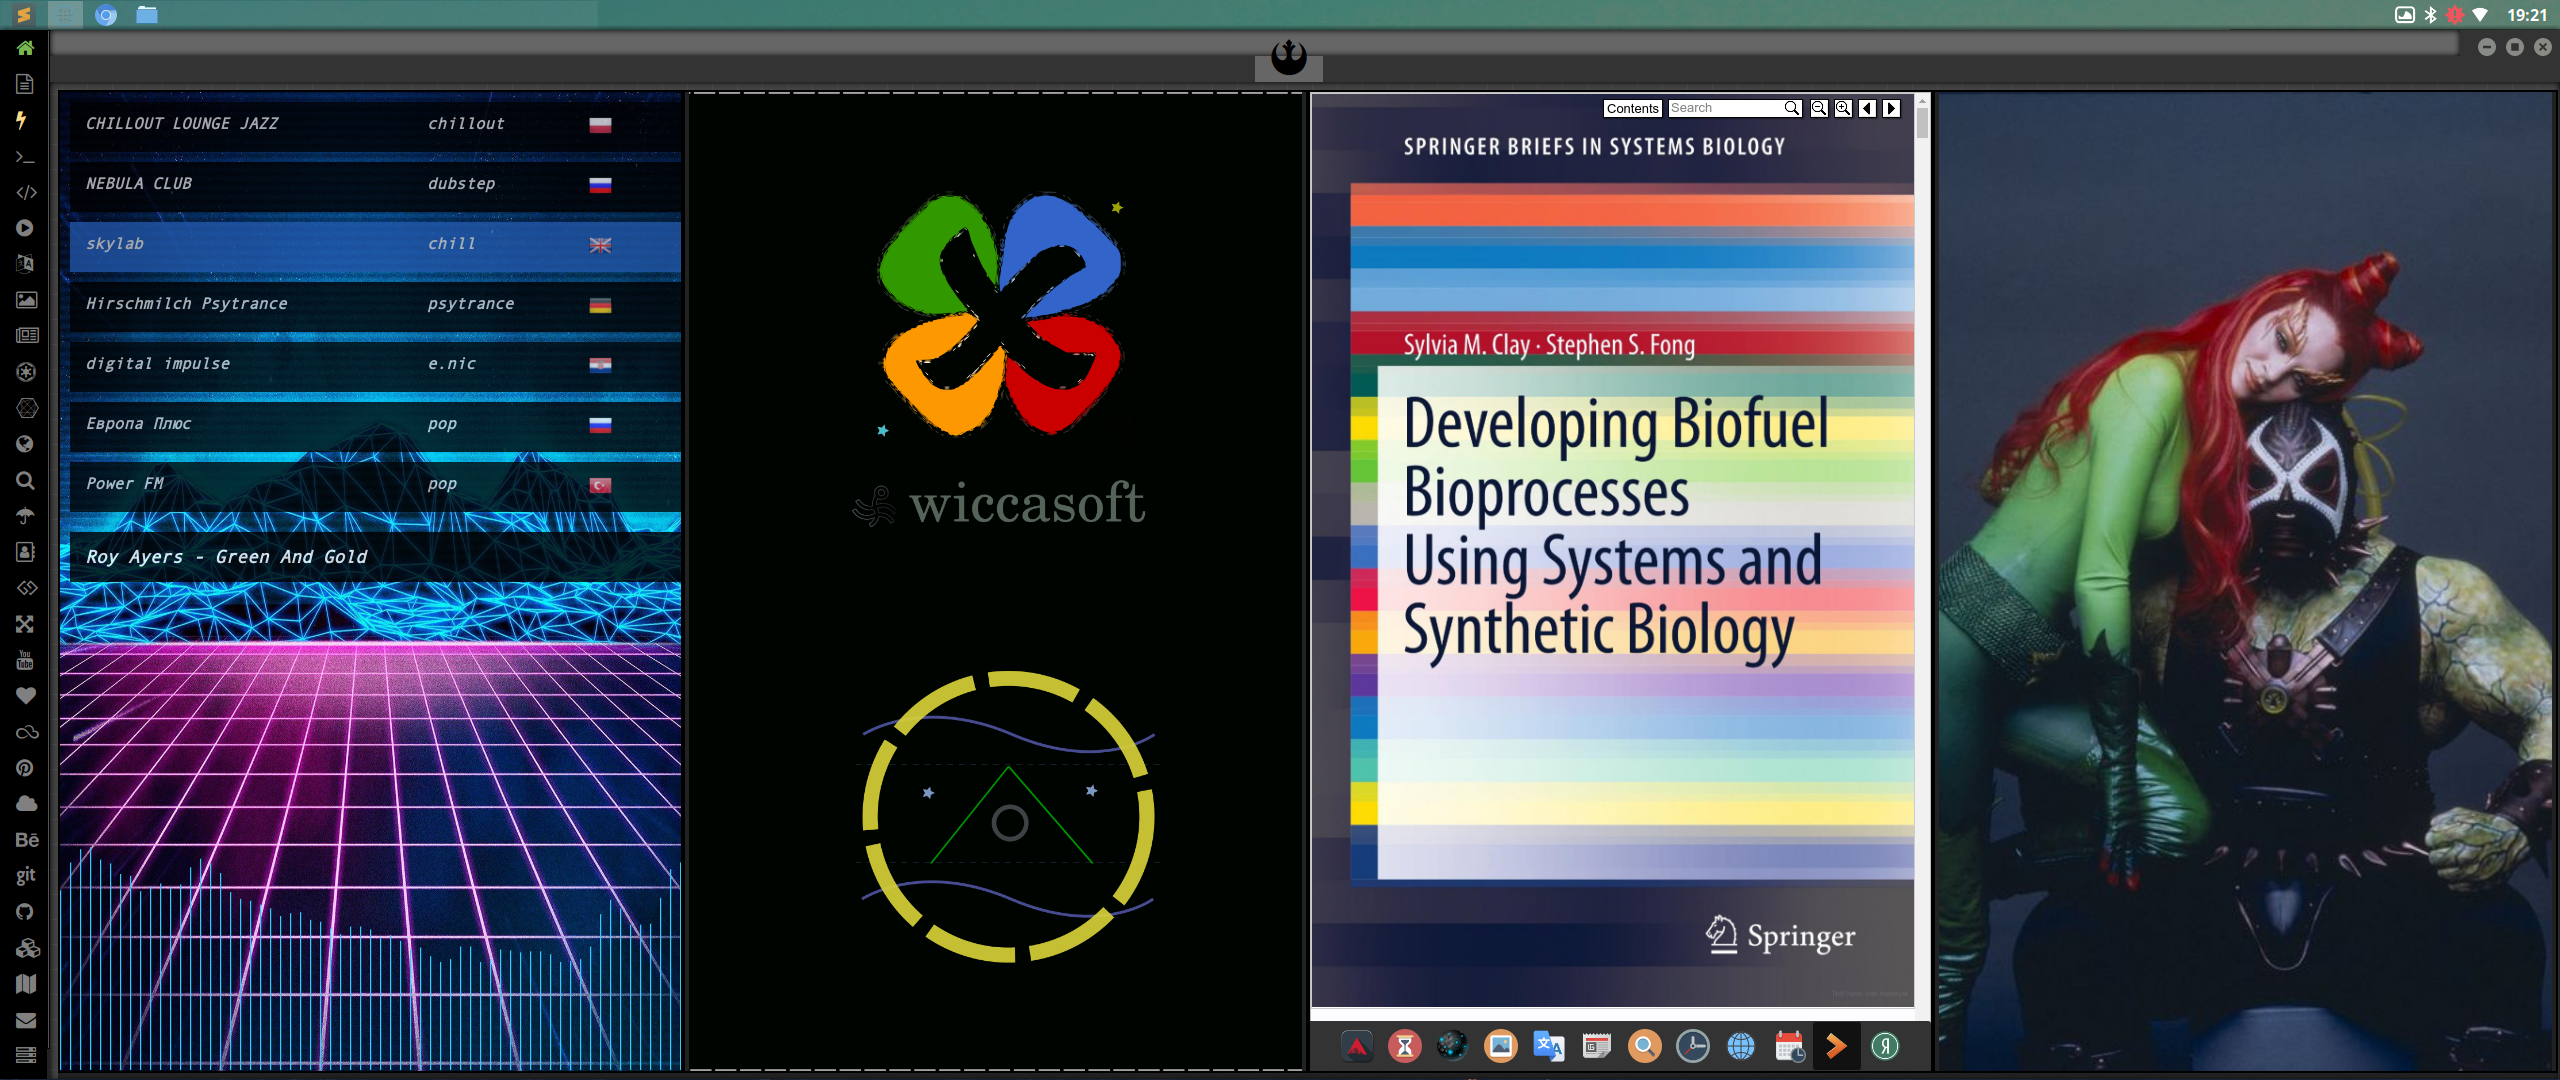 19:21
CHILLOUT LOUNGE JAZZ chillout
NEBULA CLUB dubstep
skylab chill
Hirschmilch Psytrance psytrance
digital impulse e.nic
Европа Плюс pop
Power FM pop
Roy Ayers - Green And Gold
You
Tube
Bē
git
wiccasoft
Contents Search
SPRINGER BRIEFS IN SYSTEMS BIOLOGY
Sylvia M. Clay · Stephen S. Fong
Developing Biofuel
Bioprocesses
Using Systems and
Synthetic Biology
Springer